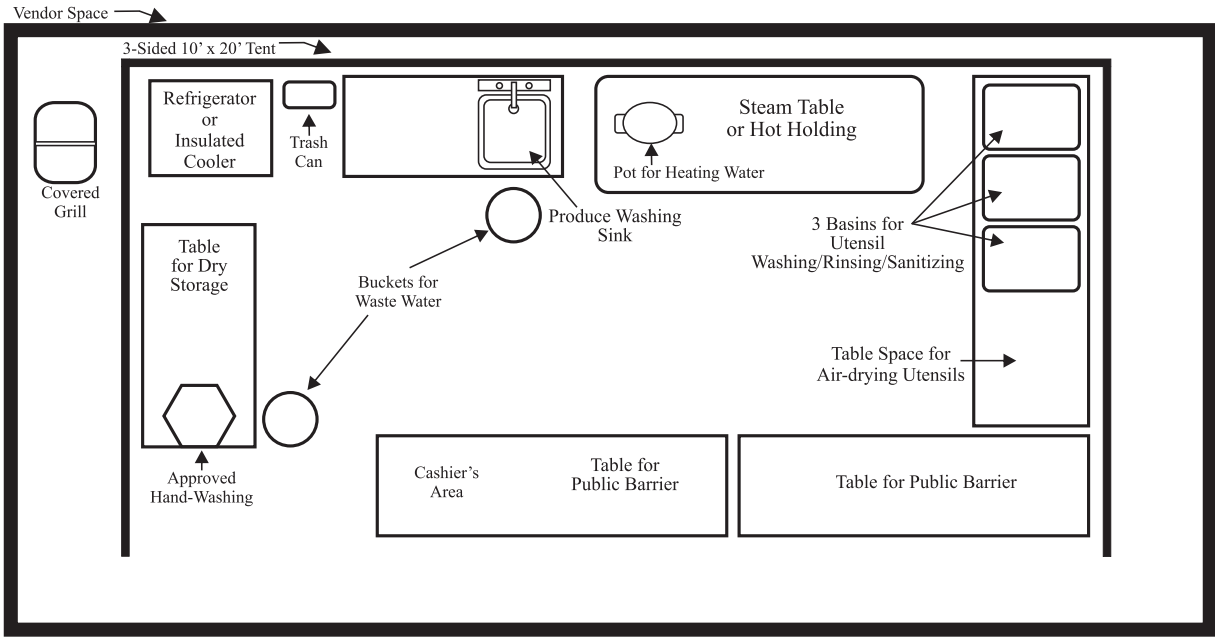 Vendor Space
3-Sided 10’ x 20’ Tent
Refrigerator
or
Insulated
Cooler
Trash
Can
Steam Table
or Hot Holding
Pot for Heating Water
Covered
Grill
Produce Washing
Sink
3 Basins for
Utensil
Washing/Rinsing/Sanitizing
Table
for Dry
Storage
Buckets for
Waste Water
Table Space for
Air-drying Utensils
Approved
Hand-Washing
Cashier’s
Area
Table for
Public Barrier
Table for Public Barrier